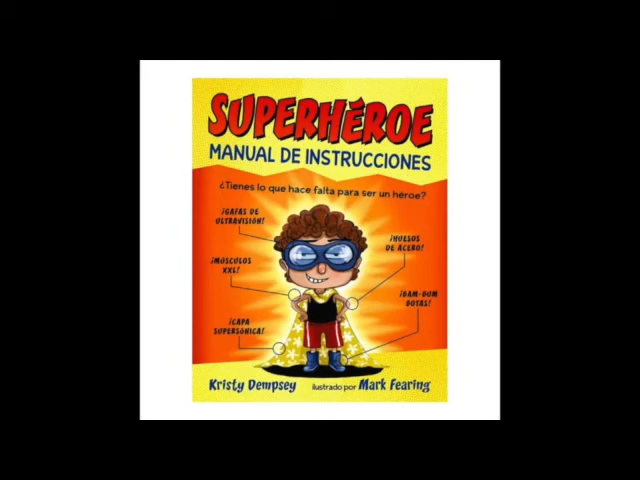 SUPERHÉROE
MANUAL DE INSTRUCCIONES
¿Tienes lo que hace falta para ser un héroe?
¡GAFAS DE
ULTRAVISIÓN!
¡HUESOS
DE ACERO!
¡MÚSCULOS
XXL!
¡BAM-BUM
BOTAS!
¡CAPA
SUPERSÓNICA!
Kristy Dempsey
ilustrado por Mark Fearing